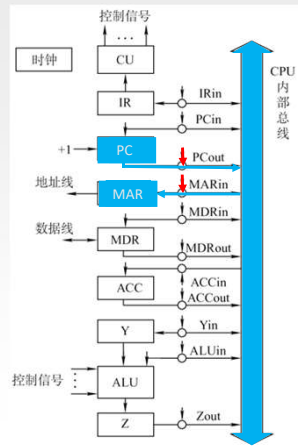 控制信号
...
时钟
CU
CPU
内
部
总
线
IR
IRin
PCin
+1
PC
PCout
地址线
MAR
MARin
MDRin
数据线
MDR
MDRout
ACC
ACCin
ACCout
Y
Yin
ALUin
控制信号
ALU
Z
Zout